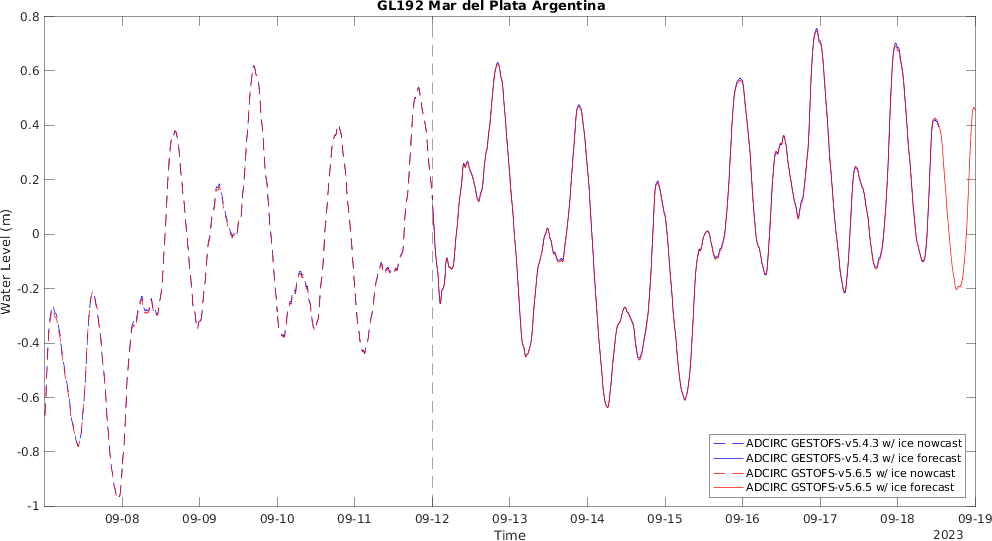 GL192 Mar del Plata Argentina
Water Level (m)
0.8
0.6
0.4
0.2
0
-0.2
-0.4
-0.6
-0.8
-1
ADCIRC GESTOFS-v5.4.3 w/ ice nowcast
ADCIRC GESTOFS-v5.4.3 w/ ice forecast
ADCIRC GSTOFS-v5.6.5 w/ ice nowcast
ADCIRC GSTOFS-v5.6.5 w/ ice forecast
09-08 09-09 09-10 09-11 09-12 09-13 09-14 09-15 09-16 09-17 09-18 09-19
Time
2023